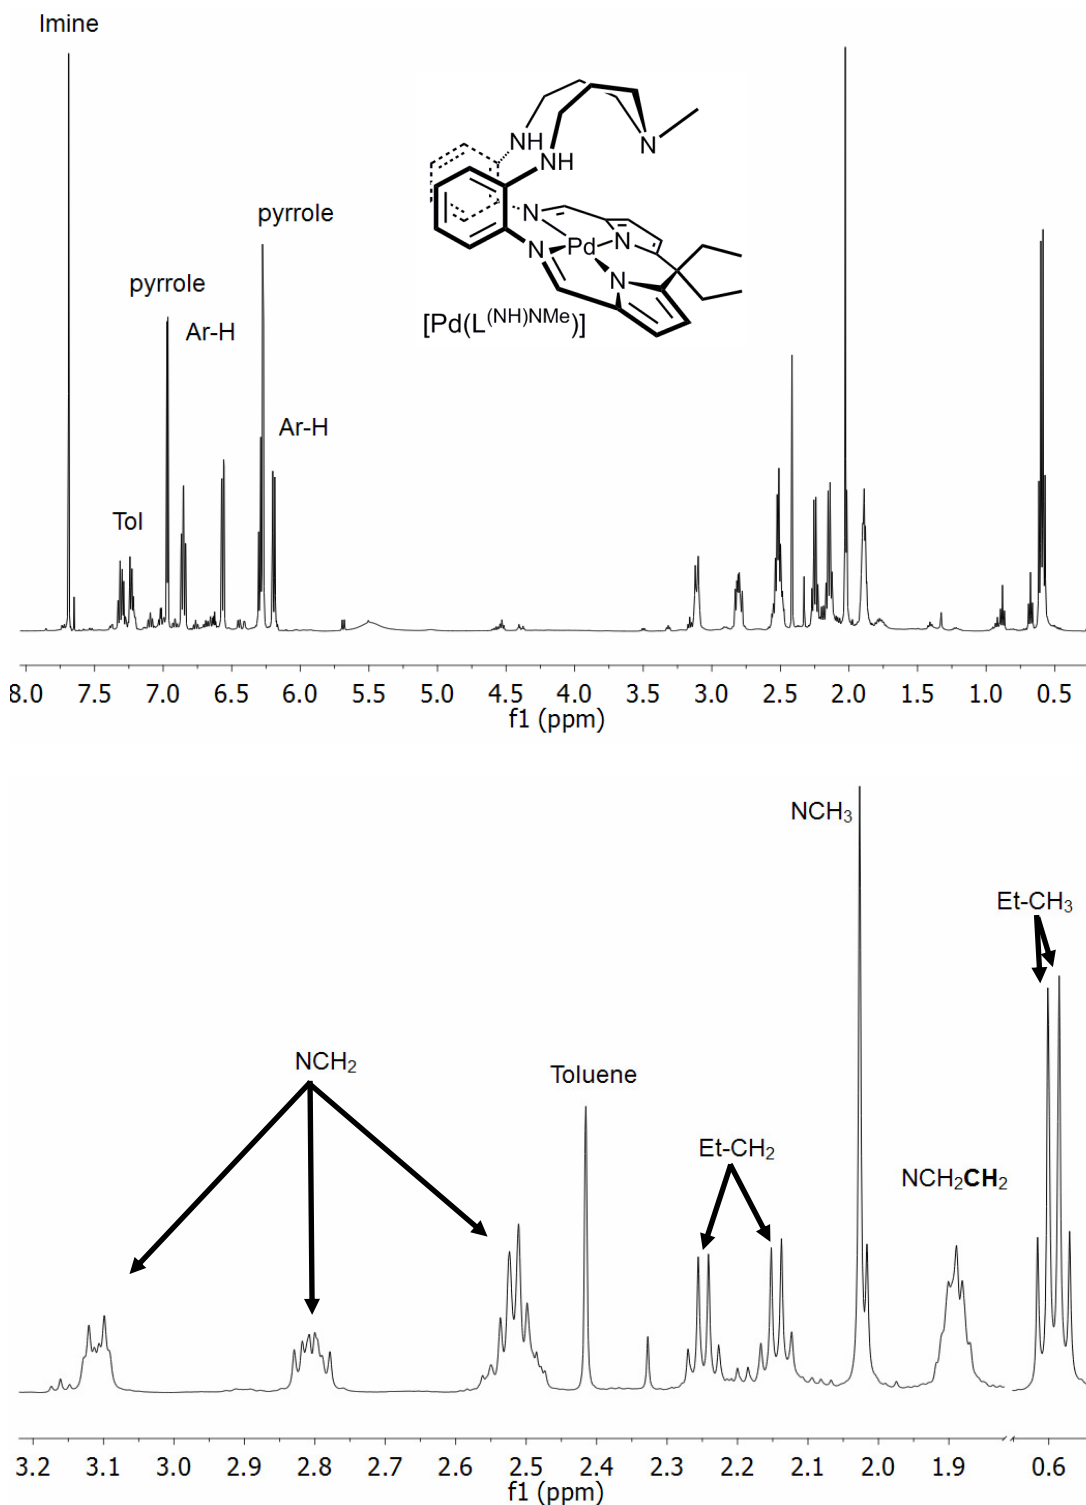 Imine
pyrrole
pyrrole
Ar-H
Ar-H
Tol
NH
NH
N
N
N
Pd
N
N
[Pd(L(NH)NMe)]
8.0 7.5 7.0 6.5 6.0 5.5 5.0 4.5 4.0 3.5 3.0 2.5 2.0 1.5 1.0 0.5
f1 (ppm)
NCH₃
Et-CH₃
NCH₂
Toluene
Et-CH₂
NCH₂CH₂
3.2 3.1 3.0 2.9 2.8 2.7 2.6 2.5 2.4 2.3 2.2 2.1 2.0 1.9 0.6
f1 (ppm)